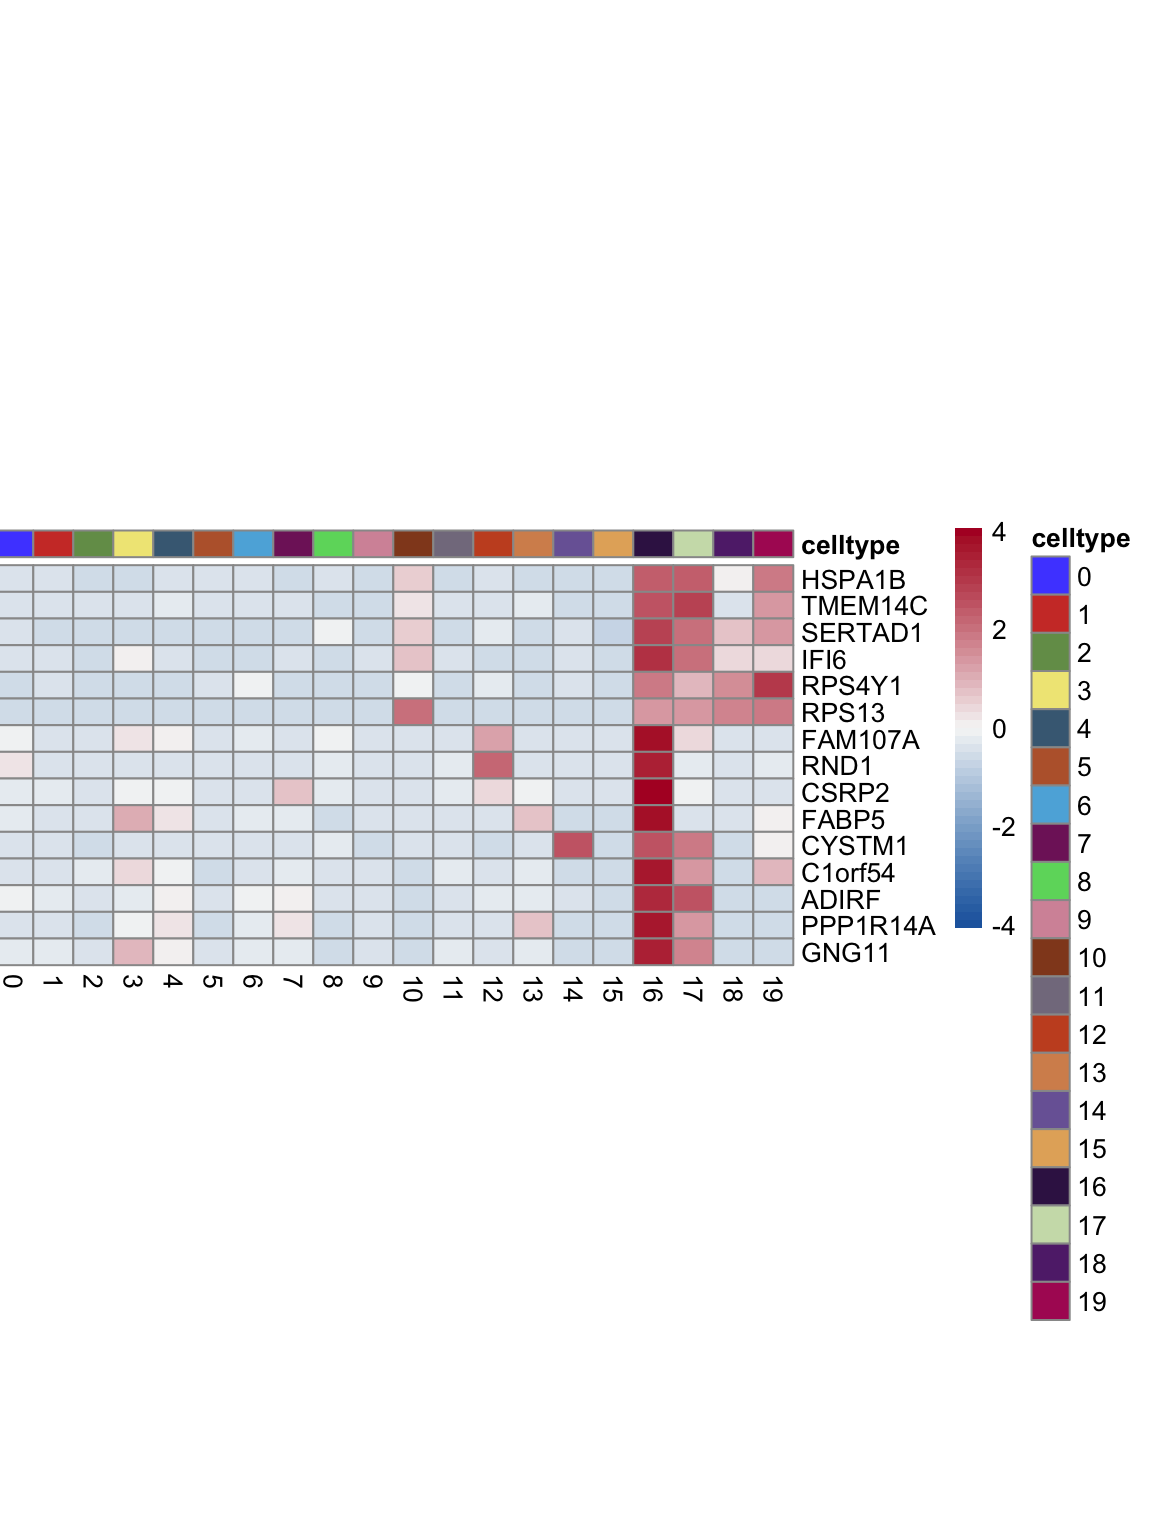 celltype
HSPA1B
TMEM14C
SERTAD1
IFI6
RPS4Y1
RPS13
FAM107A
RND1
CSRP2
FABP5
CYSTM1
C1orf54
ADIRF
PPP1R14A
GNG11
0 1 2 3 4 5 6 7 8 9 10 11 12 13 14 15 16 17 18 19
4
2
0
-2
-4
celltype
0
1
2
3
4
5
6
7
8
9
10
11
12
13
14
15
16
17
18
19